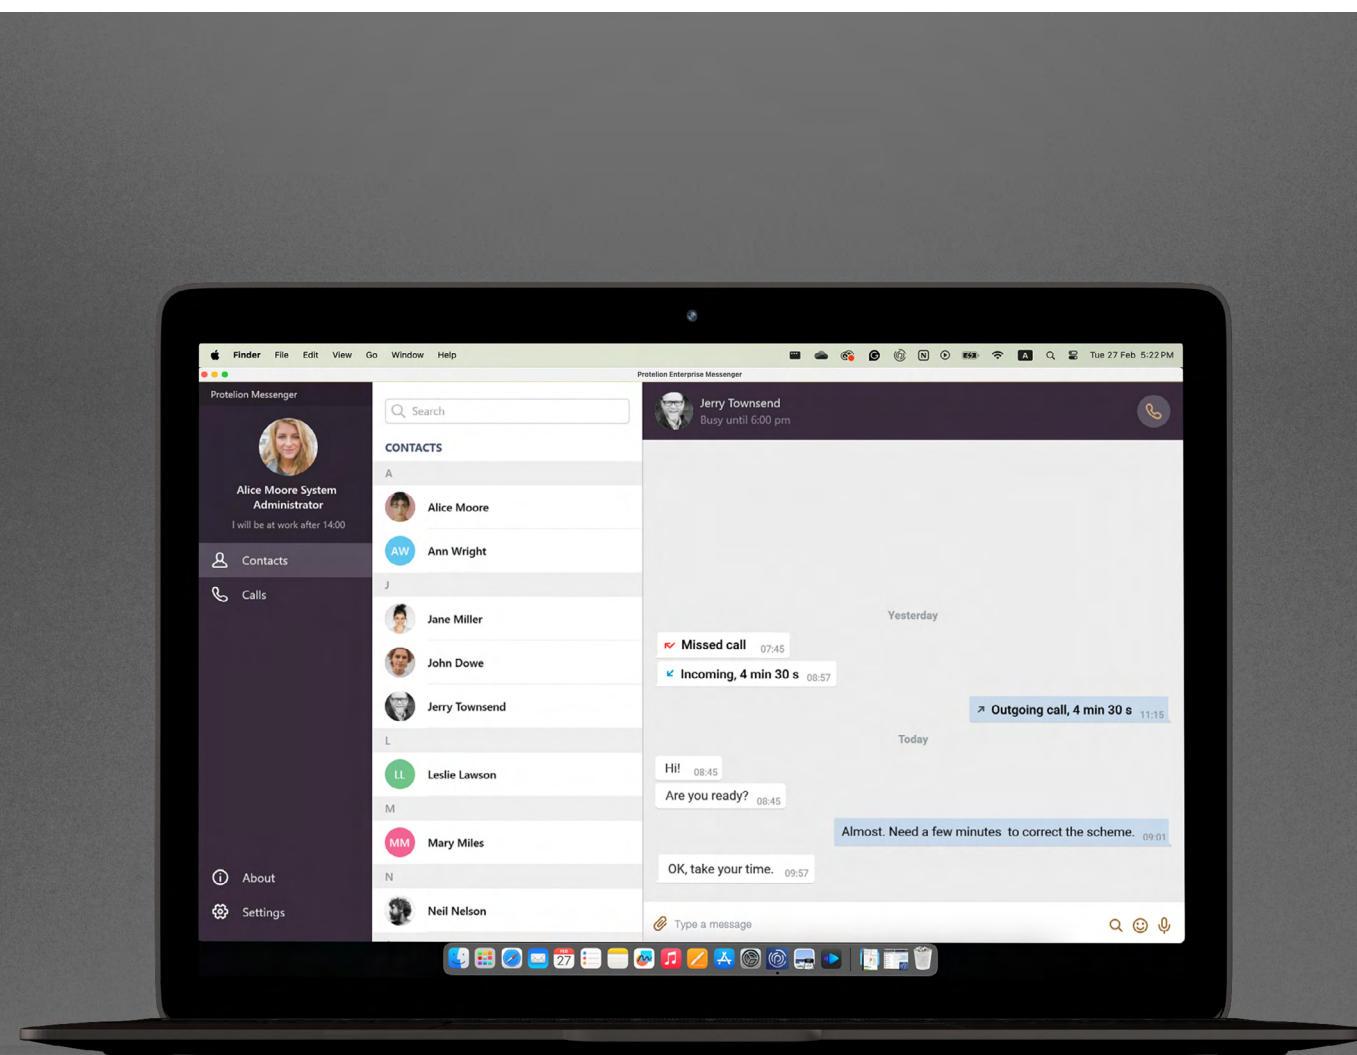 Finder File Edit View Go Window Help
A Tue 27 Feb 5:22 PM
Protelion Enterprise Messenger
Protelion Messenger
Alice Moore System
Administrator
I will be at work after 14:00
Contacts
Calls
About
Settings
Search
CONTACTS
A
Alice Moore
AW Ann Wright
J
Jane Miller
John Dowe
Jerry Townsend
L
LL Leslie Lawson
M
MM Mary Miles
N
Neil Nelson
Jerry Townsend
Busy until 6:00 pm
Yesterday
Missed call 07:45
Incoming, 4 min 30 s 08:57
Outgoing call, 4 min 30 s 11:15
Today
Hi! 08:45
Are you ready? 08:45
Almost. Need a few minutes to correct the scheme. 09:01
OK, take your time. 09:57
Type a message
FEB
27